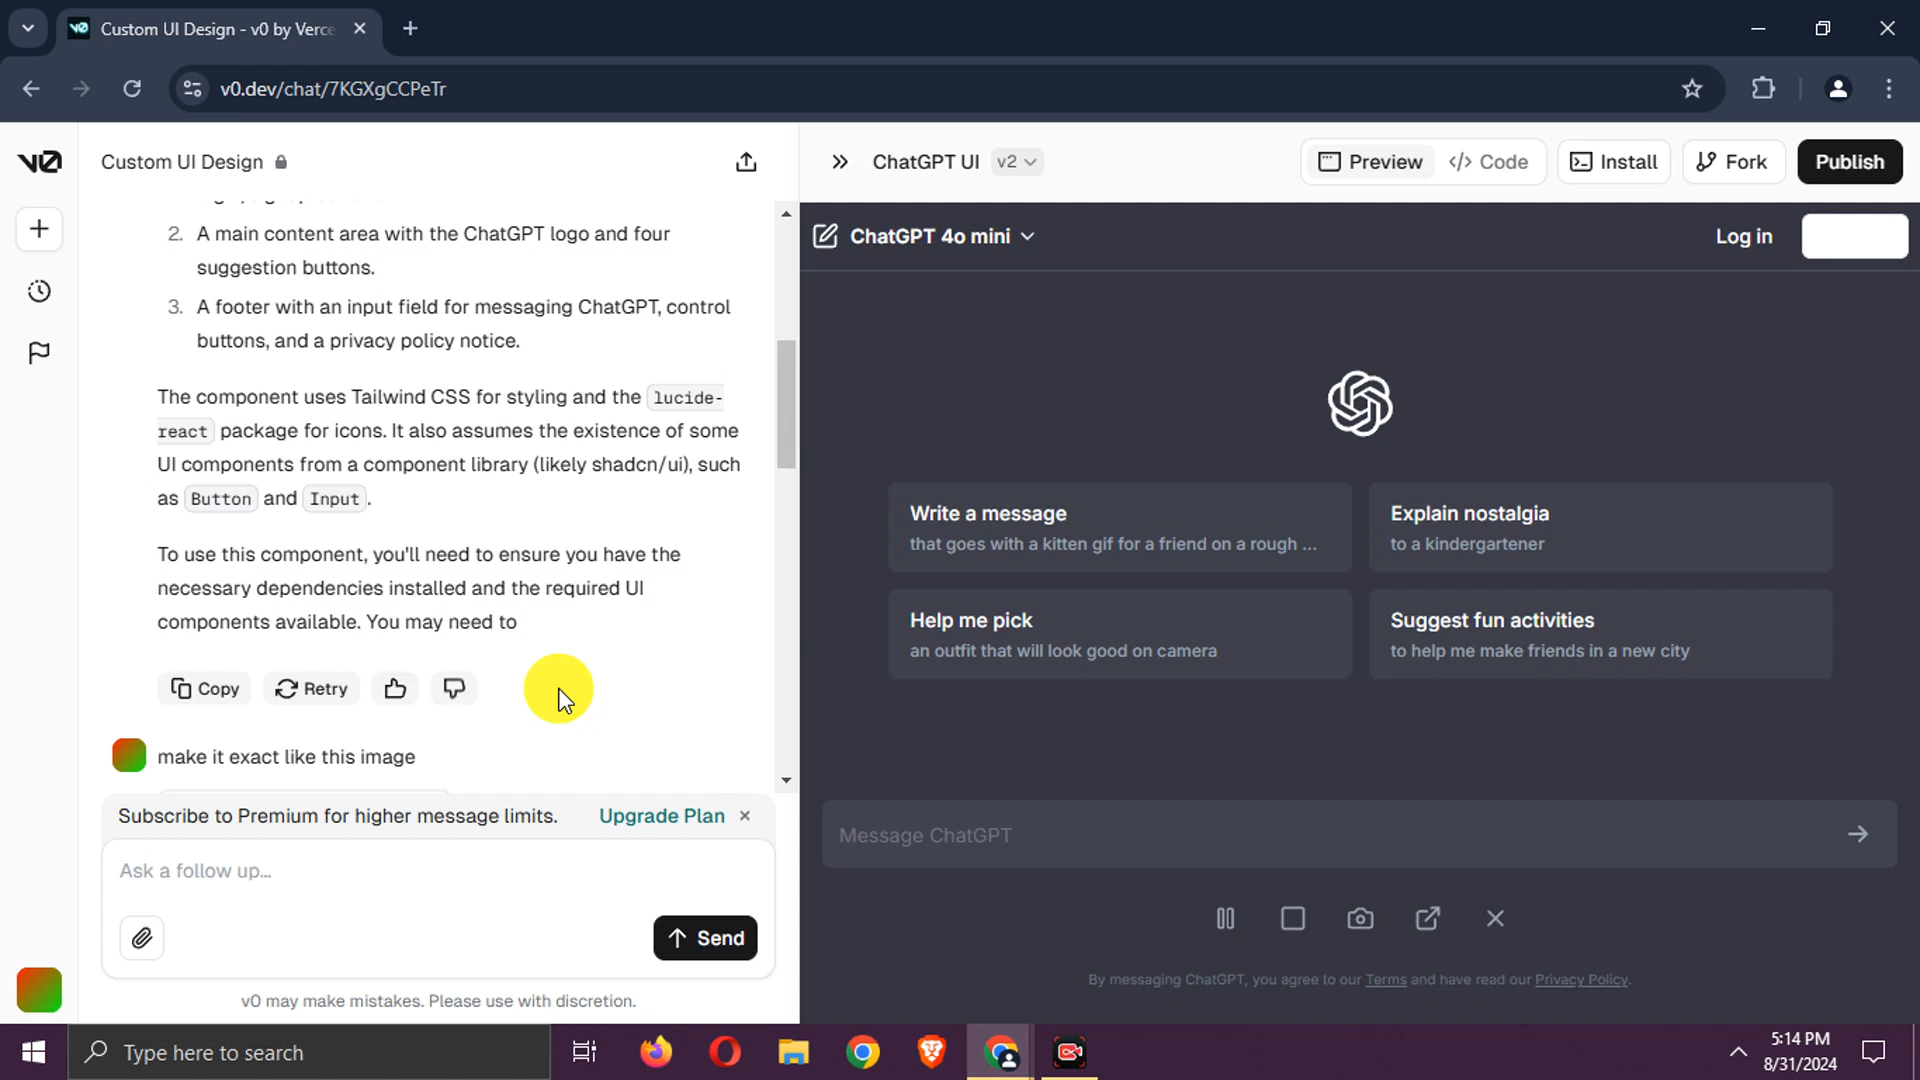 Custom UI Design - v0 by Verce
v0.dev/chat/7KGXgCCPeTr
v0
Custom UI Design
ChatGPT UI v2
Preview
</> Code
Install
Fork
Publish
2. A main content area with the ChatGPT logo and four
suggestion buttons.
3. A footer with an input field for messaging ChatGPT, control
buttons, and a privacy policy notice.
The component uses Tailwind CSS for styling and the lucide-
react package for icons. It also assumes the existence of some
UI components from a component library (likely shadcn/ui), such
as Button and Input.
To use this component, you'll need to ensure you have the
necessary dependencies installed and the required UI
components available. You may need to
Copy
Retry
make it exact like this image
Subscribe to Premium for higher message limits. Upgrade Plan
Ask a follow up...
Send
v0 may make mistakes. Please use with discretion.
ChatGPT 4o mini
Log in
Write a message
that goes with a kitten gif for a friend on a rough ...
Explain nostalgia
to a kindergartener
Help me pick
an outfit that will look good on camera
Suggest fun activities
to help me make friends in a new city
Message ChatGPT
By messaging ChatGPT, you agree to our Terms and have read our Privacy Policy.
Type here to search
5:14 PM
8/31/2024